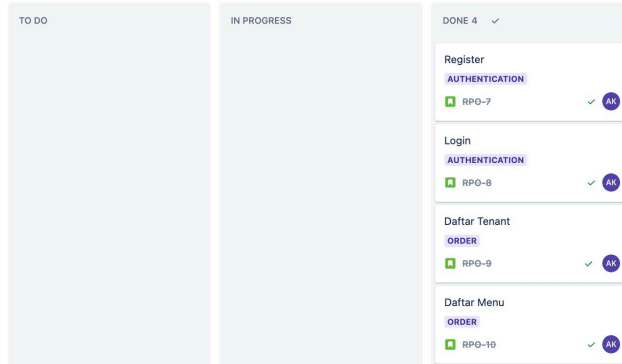 TO DO
IN PROGRESS
DONE 4
Register
AUTHENTICATION
RPO-7
AK
Login
AUTHENTICATION
RPO-8
AK
Daftar Tenant
ORDER
RPO-9
AK
Daftar Menu
ORDER
RPO-10
AK